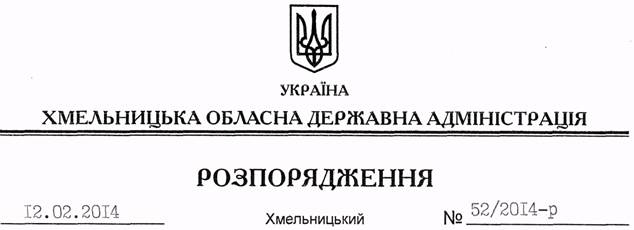 УКРАЇНА
ХМЕЛЬНИЦЬКА ОБЛАСНА ДЕРЖАВНА АДМІНІСТРАЦІЯ
РОЗПОРЯДЖЕННЯ
12.02.2014 Хмельницький № 52/2014-р